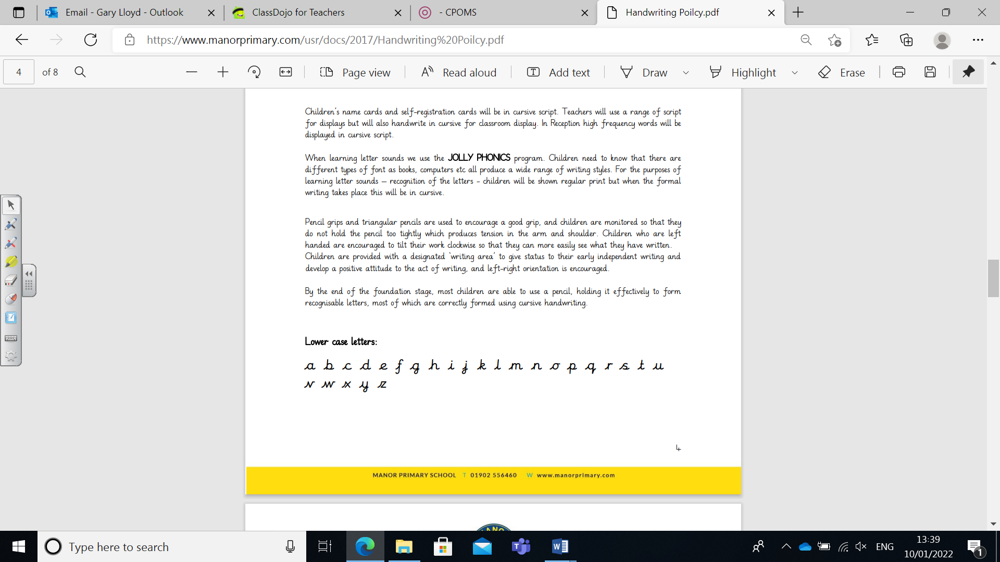 Email - Gary Lloyd - Outlook
ClassDojo for Teachers
- CPOMS
Handwriting Poilcy.pdf
https://www.manorprimary.com/usr/docs/2017/Handwriting%20Poilcy.pdf
4 of 8
Page view
Read aloud
Add text
Draw
Highlight
Erase
Children's name cards and self-registration cards will be in cursive script. Teachers will use a range of script
for displays but will also handwrite in cursive for classroom display. In Reception high frequency words will be
displayed in cursive script.
When learning letter sounds we use the JOLLY PHONICS program. Children need to know that there are
different types of font as books, computers etc all produce a wide range of writing styles. For the purposes of
learning letter sounds – recognition of the letters - children will be shown regular print but when the formal
writing takes place this will be in cursive.
Pencil grips and triangular pencils are used to encourage a good grip, and children are monitored so that they
do not hold the pencil too tightly which produces tension in the arm and shoulder. Children who are left
handed are encouraged to tilt their work clockwise so that they can more easily see what they have written.
Children are provided with a designated 'writing area' to give status to their early independent writing and
develop a positive attitude to the act of writing, and left-right orientation is encouraged.
By the end of the foundation stage, most children are able to use a pencil, holding it effectively to form
recognisable letters, most of which are correctly formed using cursive handwriting.
Lower case letters:
a b c d e f g h i j k l m n o p q r s t u
v w x y z
4
MANOR PRIMARY SCHOOL T 01902 556460 W www.manorprimary.com
Type here to search
ENG
13:39
10/01/2022
1